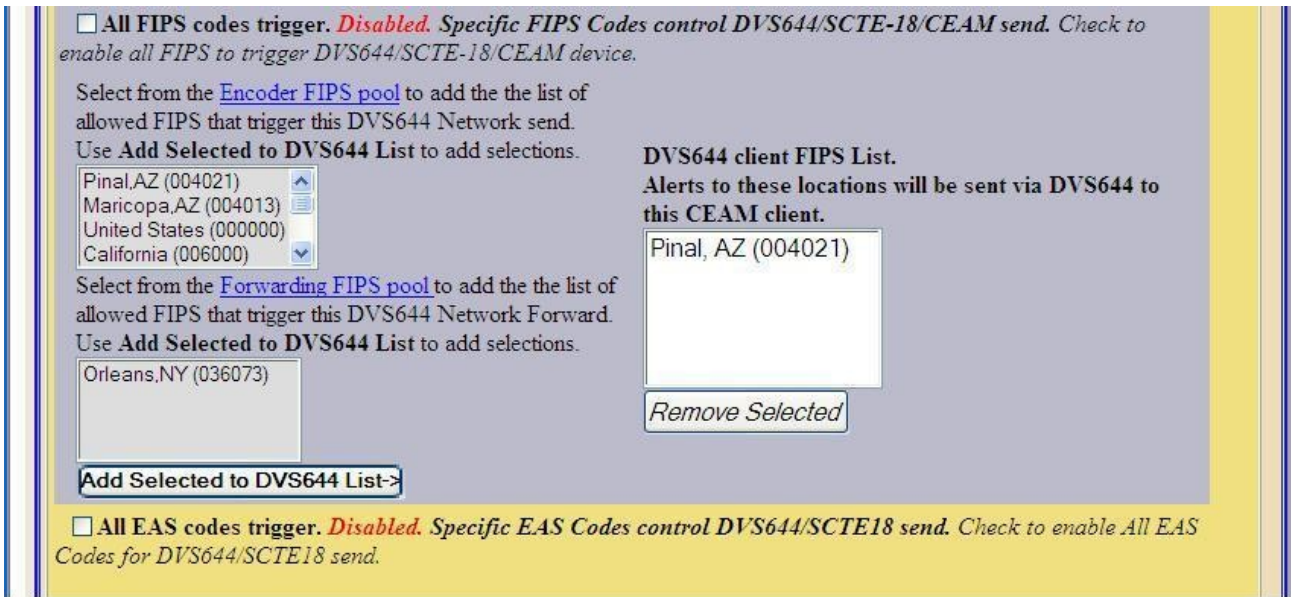 All FIPS codes trigger. Disabled. Specific FIPS Codes control DVS644/SCTE-18/CEAM send. Check to
enable all FIPS to trigger DVS644/SCTE-18/CEAM device.
Select from the Encoder FIPS pool to add the the list of
allowed FIPS that trigger this DVS644 Network send.
Use Add Selected to DVS644 List to add selections.
Pinal,AZ (004021)
Maricopa,AZ (004013)
United States (000000)
California (006000)
Select from the Forwarding FIPS pool to add the the list of
allowed FIPS that trigger this DVS644 Network Forward.
Use Add Selected to DVS644 List to add selections.
Orleans,NY (036073)
Add Selected to DVS644 List->
DVS644 client FIPS List.
Alerts to these locations will be sent via DVS644 to
this CEAM client.
Pinal, AZ (004021)
Remove Selected
All EAS codes trigger. Disabled. Specific EAS Codes control DVS644/SCTE18 send. Check to enable All EAS
Codes for DVS644/SCTE18 send.